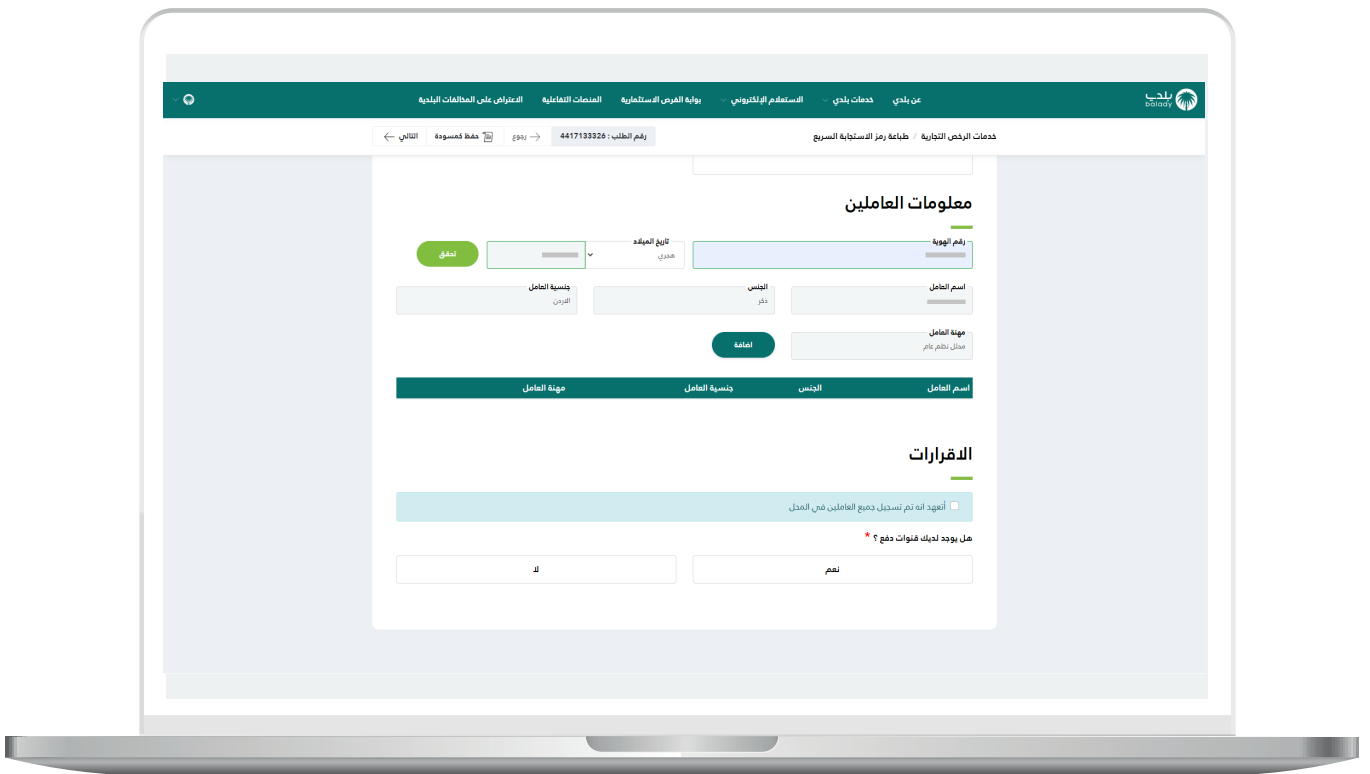 بلدي
balady
عن بلدي خدمات بلدي الاستعلام الإلكتروني بوابة الفرص الاستثمارية المنصات التفاعلية الاعتراض على المخالفات البلدية
خدمات الرخص التجارية / طباعة رمز الاستجابة السريع رقم الطلب : 4417133326 رجوع حفظ كمسودة التالي
معلومات العاملين
رقم الهوية تاريخ الميلاد
هجري تحقق
اسم العامل الجنس جنسية العامل
ذكر الاردن
مهنة العامل
محلل نظم عام اضافة
اسم العامل الجنس جنسية العامل مهنة العامل
الاقرارات
أتعهد انه تم تسجيل جميع العاملين في المحل
هل يوجد لديك قنوات دفع ؟ *
نعم لا